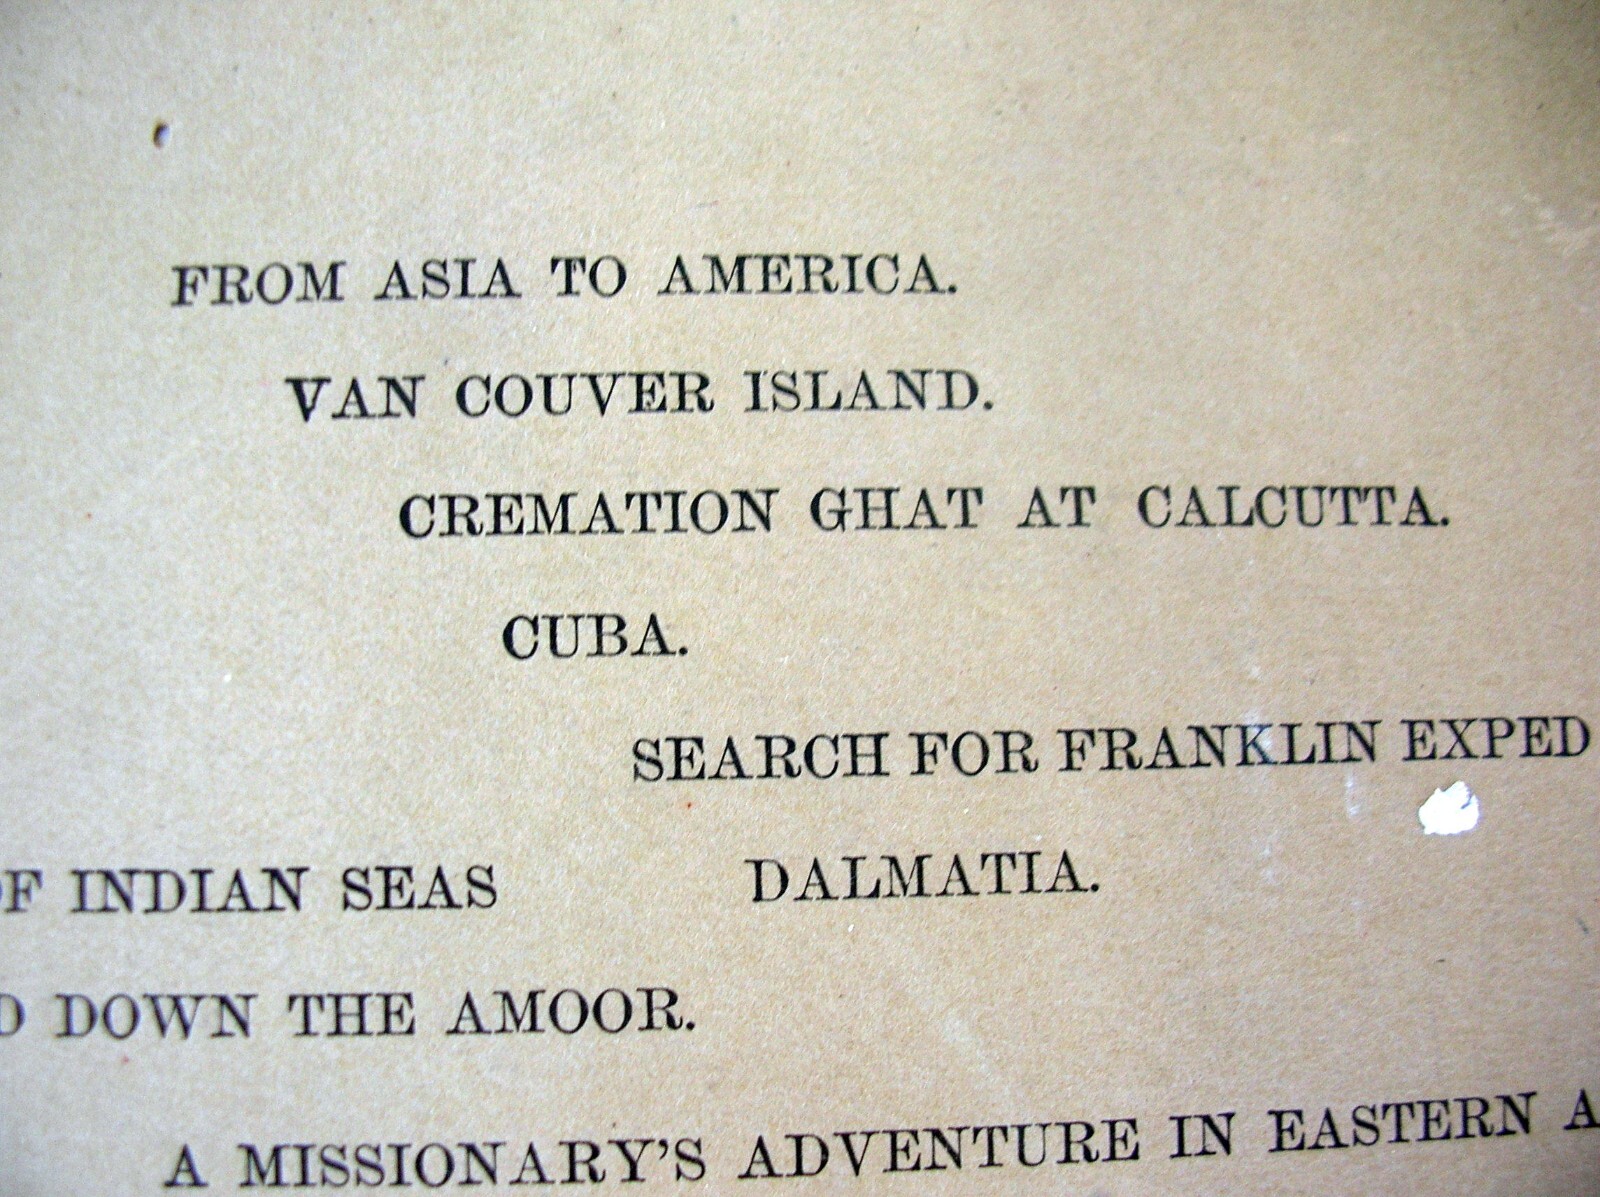 FROM ASIA TO AMERICA.
VAN COUVER ISLAND.
CREMATION GHAT AT CALCUTTA.
CUBA.
SEARCH FOR FRANKLIN EXPED
OF INDIAN SEAS DALMATIA.
D DOWN THE AMOOR.
A MISSIONARY'S ADVENTURE IN EASTERN A